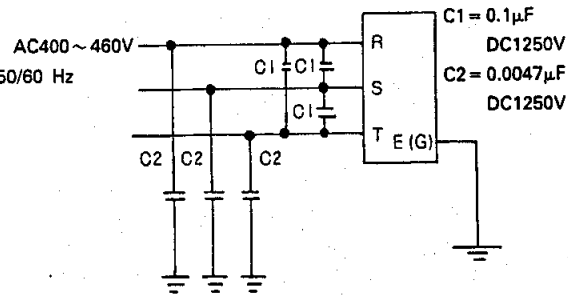 AC400~460V
50/60 Hz
R
S
T
E (G)
C1 C1
C1
C2 C2 C2
C1 = 0.1μF
DC1250V
C2 = 0.0047μF
DC1250V